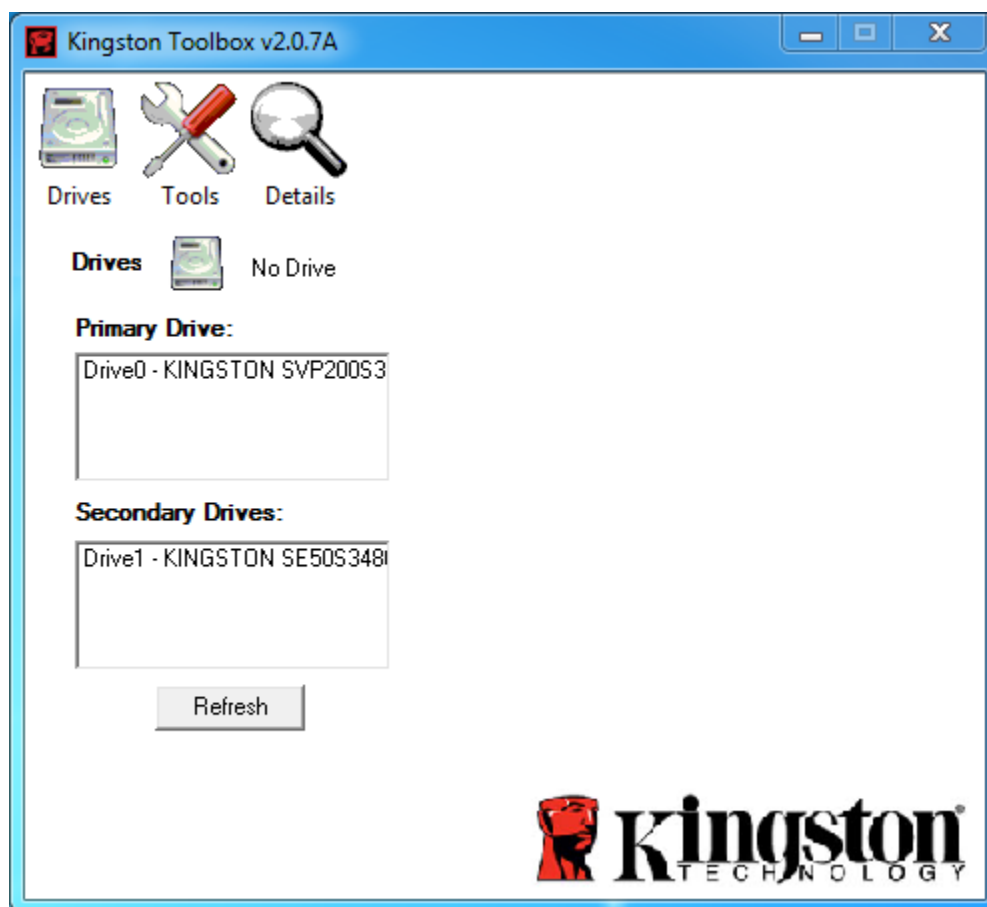 Kingston Toolbox v2.0.7A
Drives Tools Details
Drives No Drive
Primary Drive:
Drive0 - KINGSTON SVP200S3
Secondary Drives:
Drive1 - KINGSTON SE50S348
Refresh
Kingston
TECHNOLOGY